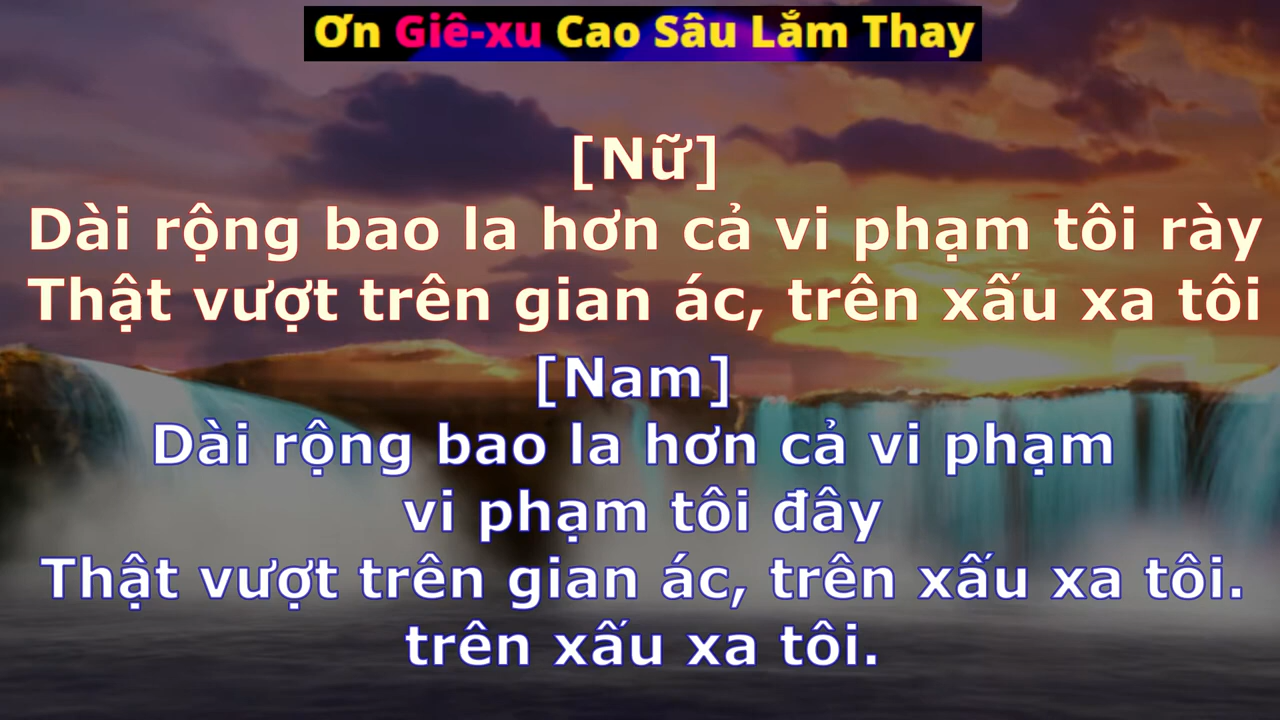 Ơn Giê-xu Cao Sâu Lắm Thay
[Nữ]
Dài rộng bao la hơn cả vi phạm tôi rày
Thật vượt trên gian ác, trên xấu xa tôi
[Nam]
Dài rộng bao la hơn cả vi phạm
vi phạm tôi đây
Thật vượt trên gian ác, trên xấu xa tôi.
trên xấu xa tôi.